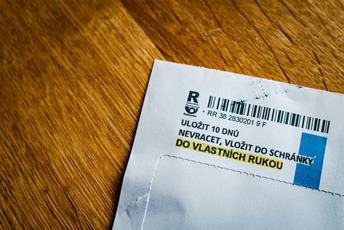 R
RR 38 2830201 9 F
ULOŽIT 10 DNŮ
NEVRACET, VLOŽIT DO SCHRÁNKY
DO VLASTNÍCH RUKOU